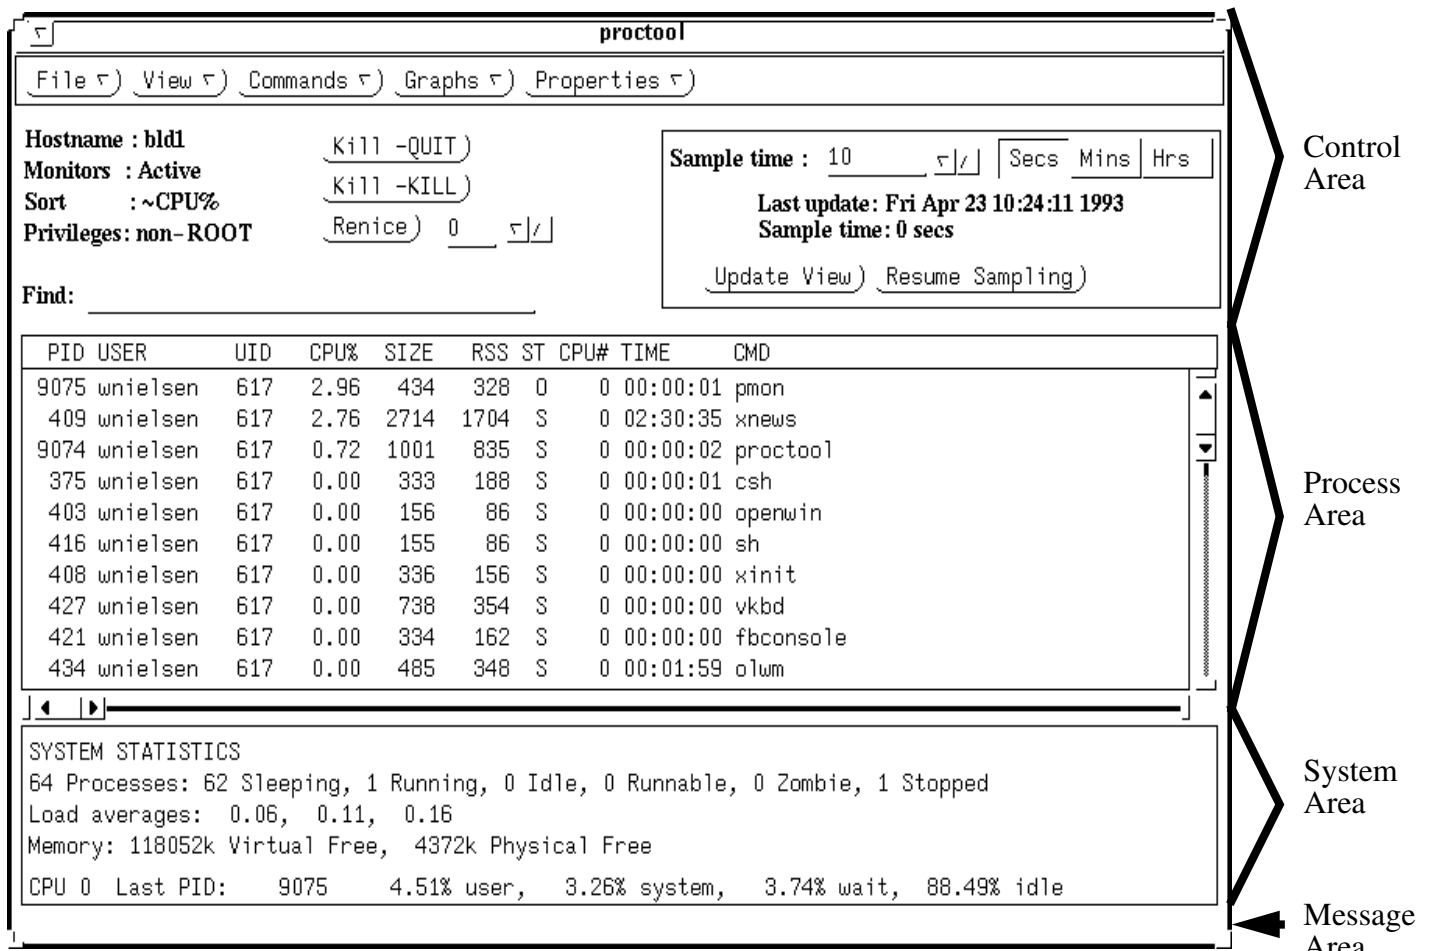 proctool
File View Commands Graphs Properties
Hostname : bld1
Monitors : Active
Sort : ~CPU%
Privileges: non-ROOT
Kill -QUIT
Kill -KILL
Renice 0
Find:
Sample time : 10 Secs Mins Hrs
Last update: Fri Apr 23 10:24:11 1993
Sample time: 0 secs
Update View Resume Sampling
Control
Area
PID USER UID CPU% SIZE RSS ST CPU# TIME CMD
9075 wnielsen 617 2.96 434 328 O 0 00:00:01 pmon
409 wnielsen 617 2.76 2714 1704 S 0 02:30:35 xnews
9074 wnielsen 617 0.72 1001 835 S 0 00:00:02 proctool
375 wnielsen 617 0.00 333 188 S 0 00:00:01 csh
403 wnielsen 617 0.00 156 86 S 0 00:00:00 openwin
416 wnielsen 617 0.00 155 86 S 0 00:00:00 sh
408 wnielsen 617 0.00 336 156 S 0 00:00:00 xinit
427 wnielsen 617 0.00 738 354 S 0 00:00:00 vkbd
421 wnielsen 617 0.00 334 162 S 0 00:00:00 fbconsole
434 wnielsen 617 0.00 485 348 S 0 00:01:59 olwm
Process
Area
SYSTEM STATISTICS
64 Processes: 62 Sleeping, 1 Running, 0 Idle, 0 Runnable, 0 Zombie, 1 Stopped
Load averages: 0.06, 0.11, 0.16
Memory: 118052k Virtual Free, 4372k Physical Free
CPU 0 Last PID: 9075 4.51% user, 3.26% system, 3.74% wait, 88.49% idle
System
Area
Message
Area